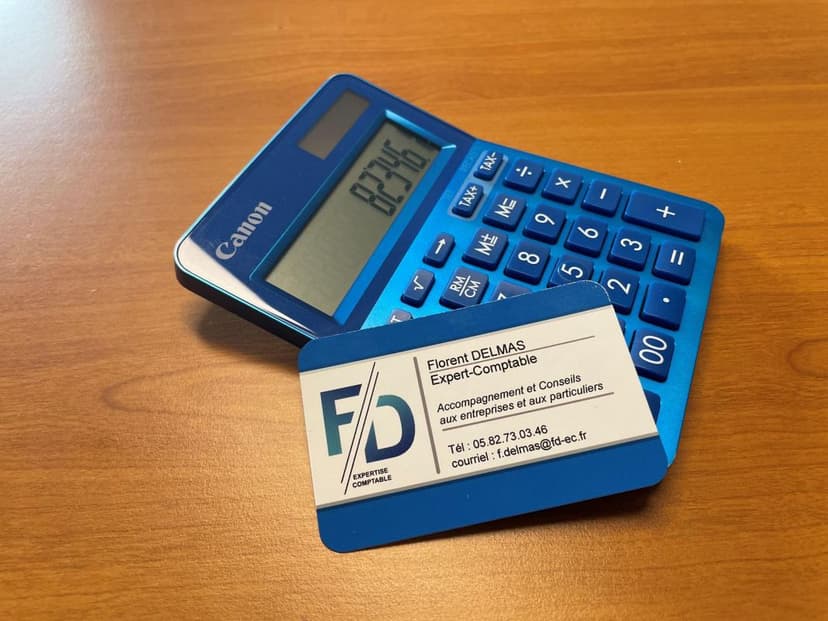 Canon
82346
TAX+ TAX-
÷ × − +
M= 9 6 3 =
M± 8 5 2 .
→
√ RM/CM
00
Florent DELMAS
Expert-Comptable
Accompagnement et Conseils
aux entreprises et aux particuliers
Tél : 05.82.73.03.46
courriel : f.delmas@fd-ec.fr
F/D
EXPERTISE
COMPTABLE